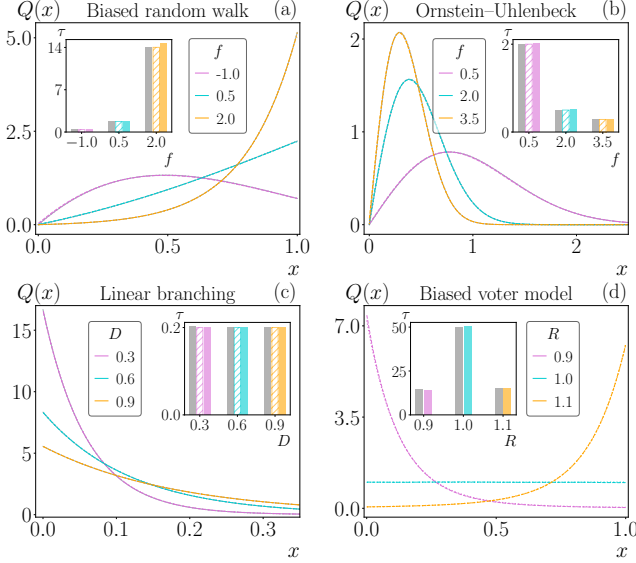 Q(x) Biased random walk (a)
5.0
2.5
0.0
0.0 0.5 1.0
x
τ
14
7
0
−1.0 0.5 2.0
f
f
-1.0
0.5
2.0
Q(x) Ornstein–Uhlenbeck (b)
2
1
0
0 1 2
x
f
0.5
2.0
3.5
τ
2
0
0.5 2.0 3.5
f
Q(x) Linear branching (c)
15
10
5
0
0.0 0.1 0.2 0.3
x
D
0.3
0.6
0.9
τ
0.2
0.0
0.3 0.6 0.9
D
Q(x) Biased voter model (d)
7.0
3.5
0.0
0.0 0.5 1.0
x
τ
50
25
0
0.9 1.0 1.1
R
R
0.9
1.0
1.1